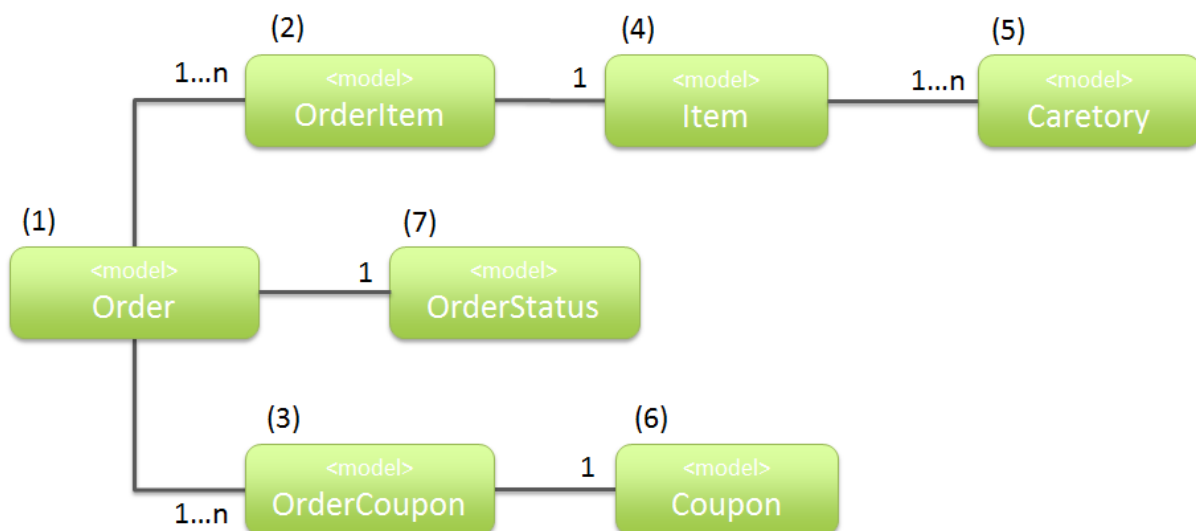 (2)
(4)
(5)
1...n
<model>
OrderItem
1
<model>
Item
1...n
<model>
Caretory
(1)
(7)
<model>
Order
1
<model>
OrderStatus
(3)
(6)
1...n
<model>
OrderCoupon
1
<model>
Coupon